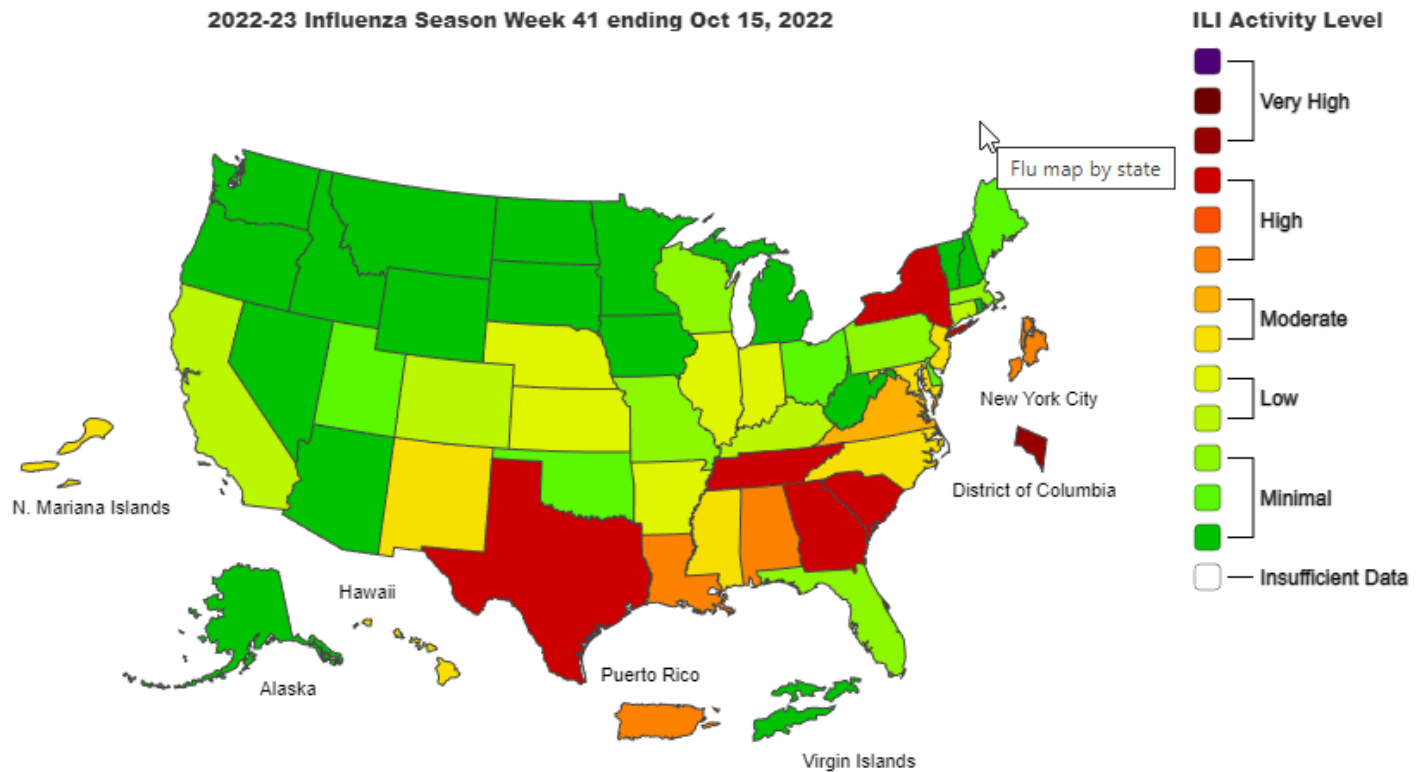 2022-23 Influenza Season Week 41 ending Oct 15, 2022
ILI Activity Level
Very High
Flu map by state
High
Moderate
New York City
Low
District of Columbia
N. Mariana Islands
Minimal
Insufficient Data
Hawaii
Alaska
Puerto Rico
Virgin Islands